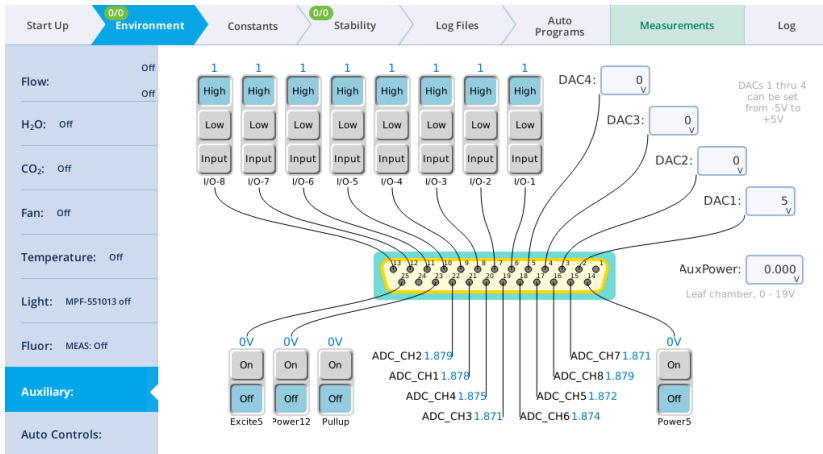 0/0
0/0
Start Up
Environment
Constants
Stability
Log Files
Auto
Programs
Measurements
Log
Flow:
Off
Off
H₂O: Off
CO₂: Off
Fan: Off
Temperature: Off
Light: MPF-551013 off
Fluor: MEAS: Off
Auxiliary:
Auto Controls:
1 1 1 1 1 1 1 1
High High High High High High High High
Low Low Low Low Low Low Low Low
Input Input Input Input Input Input Input Input
I/O-8 I/O-7 I/O-6 I/O-5 I/O-4 I/O-3 I/O-2 I/O-1
DAC4: 0 V
DAC3: 0 V
DAC2: 0 V
DAC1: 5 V
DACs 1 thru 4
can be set
from -5V to
+5V
AuxPower: 0.000 V
Leaf chamber, 0 - 19V
13 12 11 10 9 8 7 6 5 4 3 2 1
25 24 23 22 21 20 19 18 17 16 15 14
0V 0V 0V
On On On
Off Off Off
Excite5 Power12 Pullup
ADC_CH2 1.879
ADC_CH1 1.878
ADC_CH4 1.875
ADC_CH3 1.871
ADC_CH7 1.871
ADC_CH8 1.879
ADC_CH5 1.872
ADC_CH6 1.874
0V
On
Off
Power5